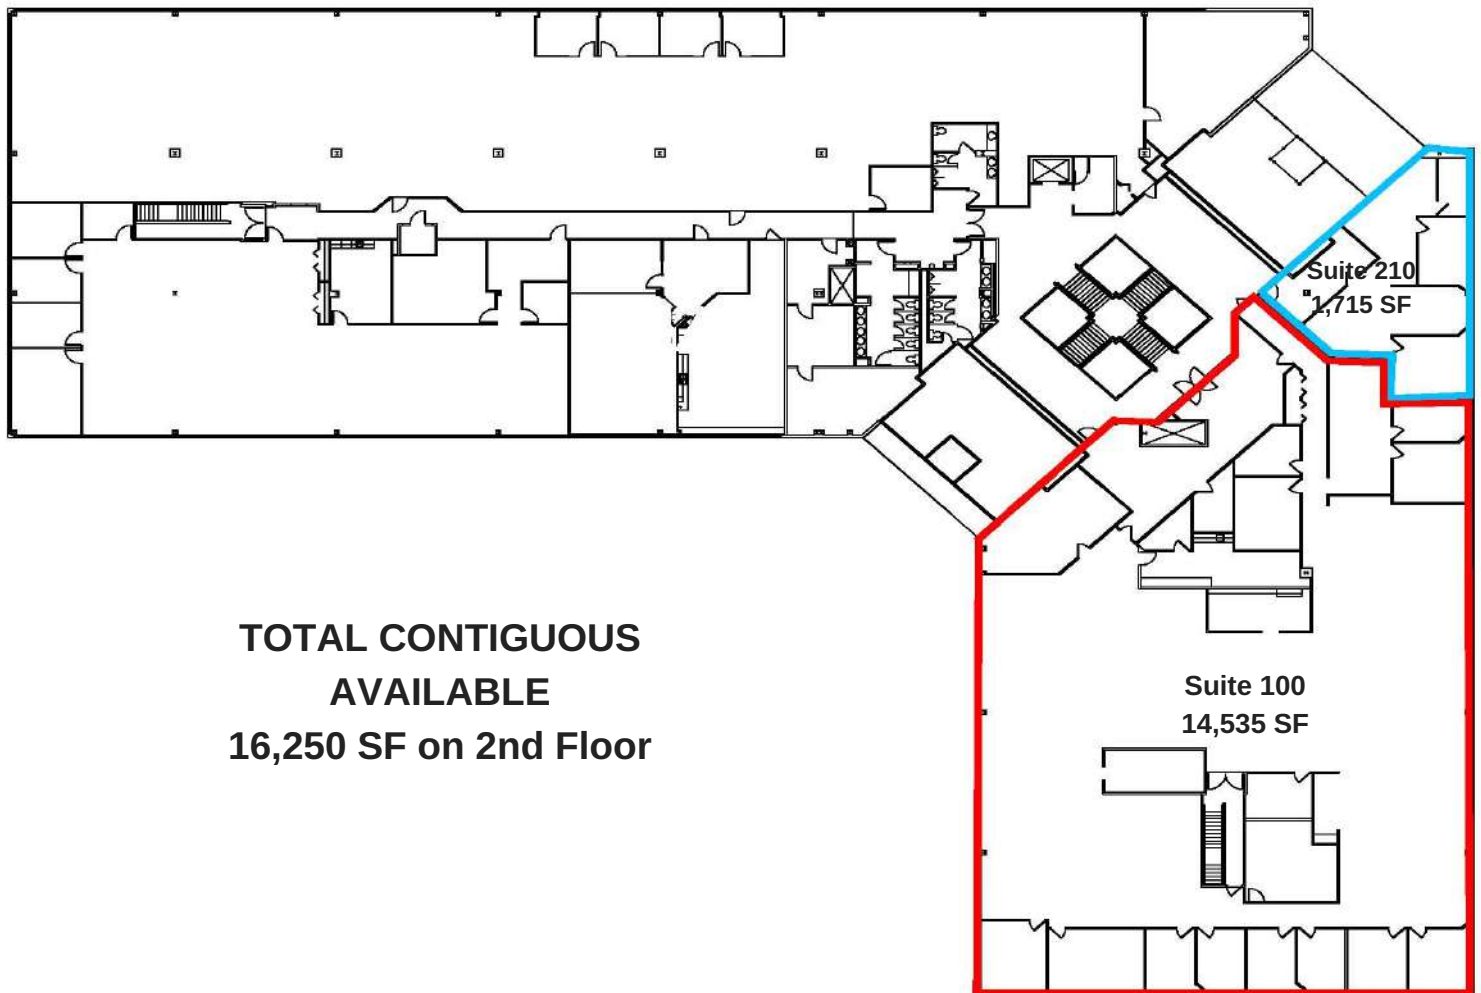 Suite 210
1,715 SF
TOTAL CONTIGUOUS
AVAILABLE
16,250 SF on 2nd Floor
Suite 100
14,535 SF